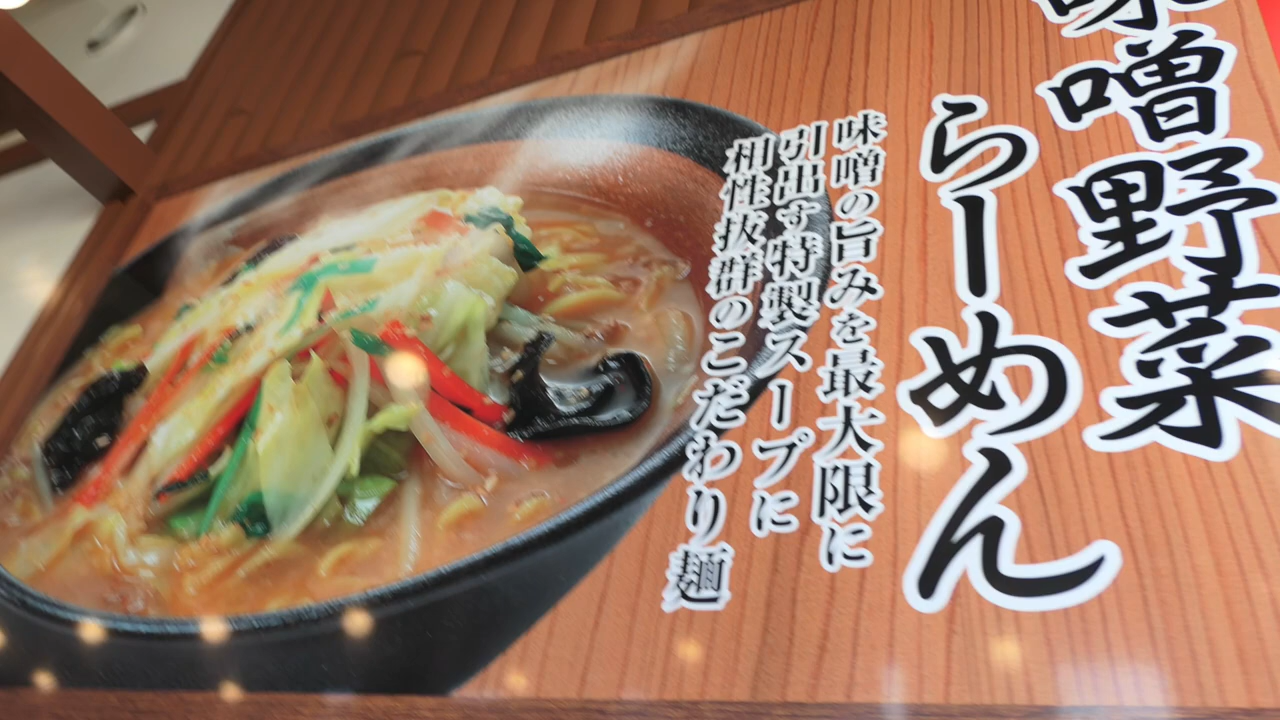 味噌野菜
らーめん
味噌の旨みを最大限に
引出す特製スープに
相性抜群のこだわり麺